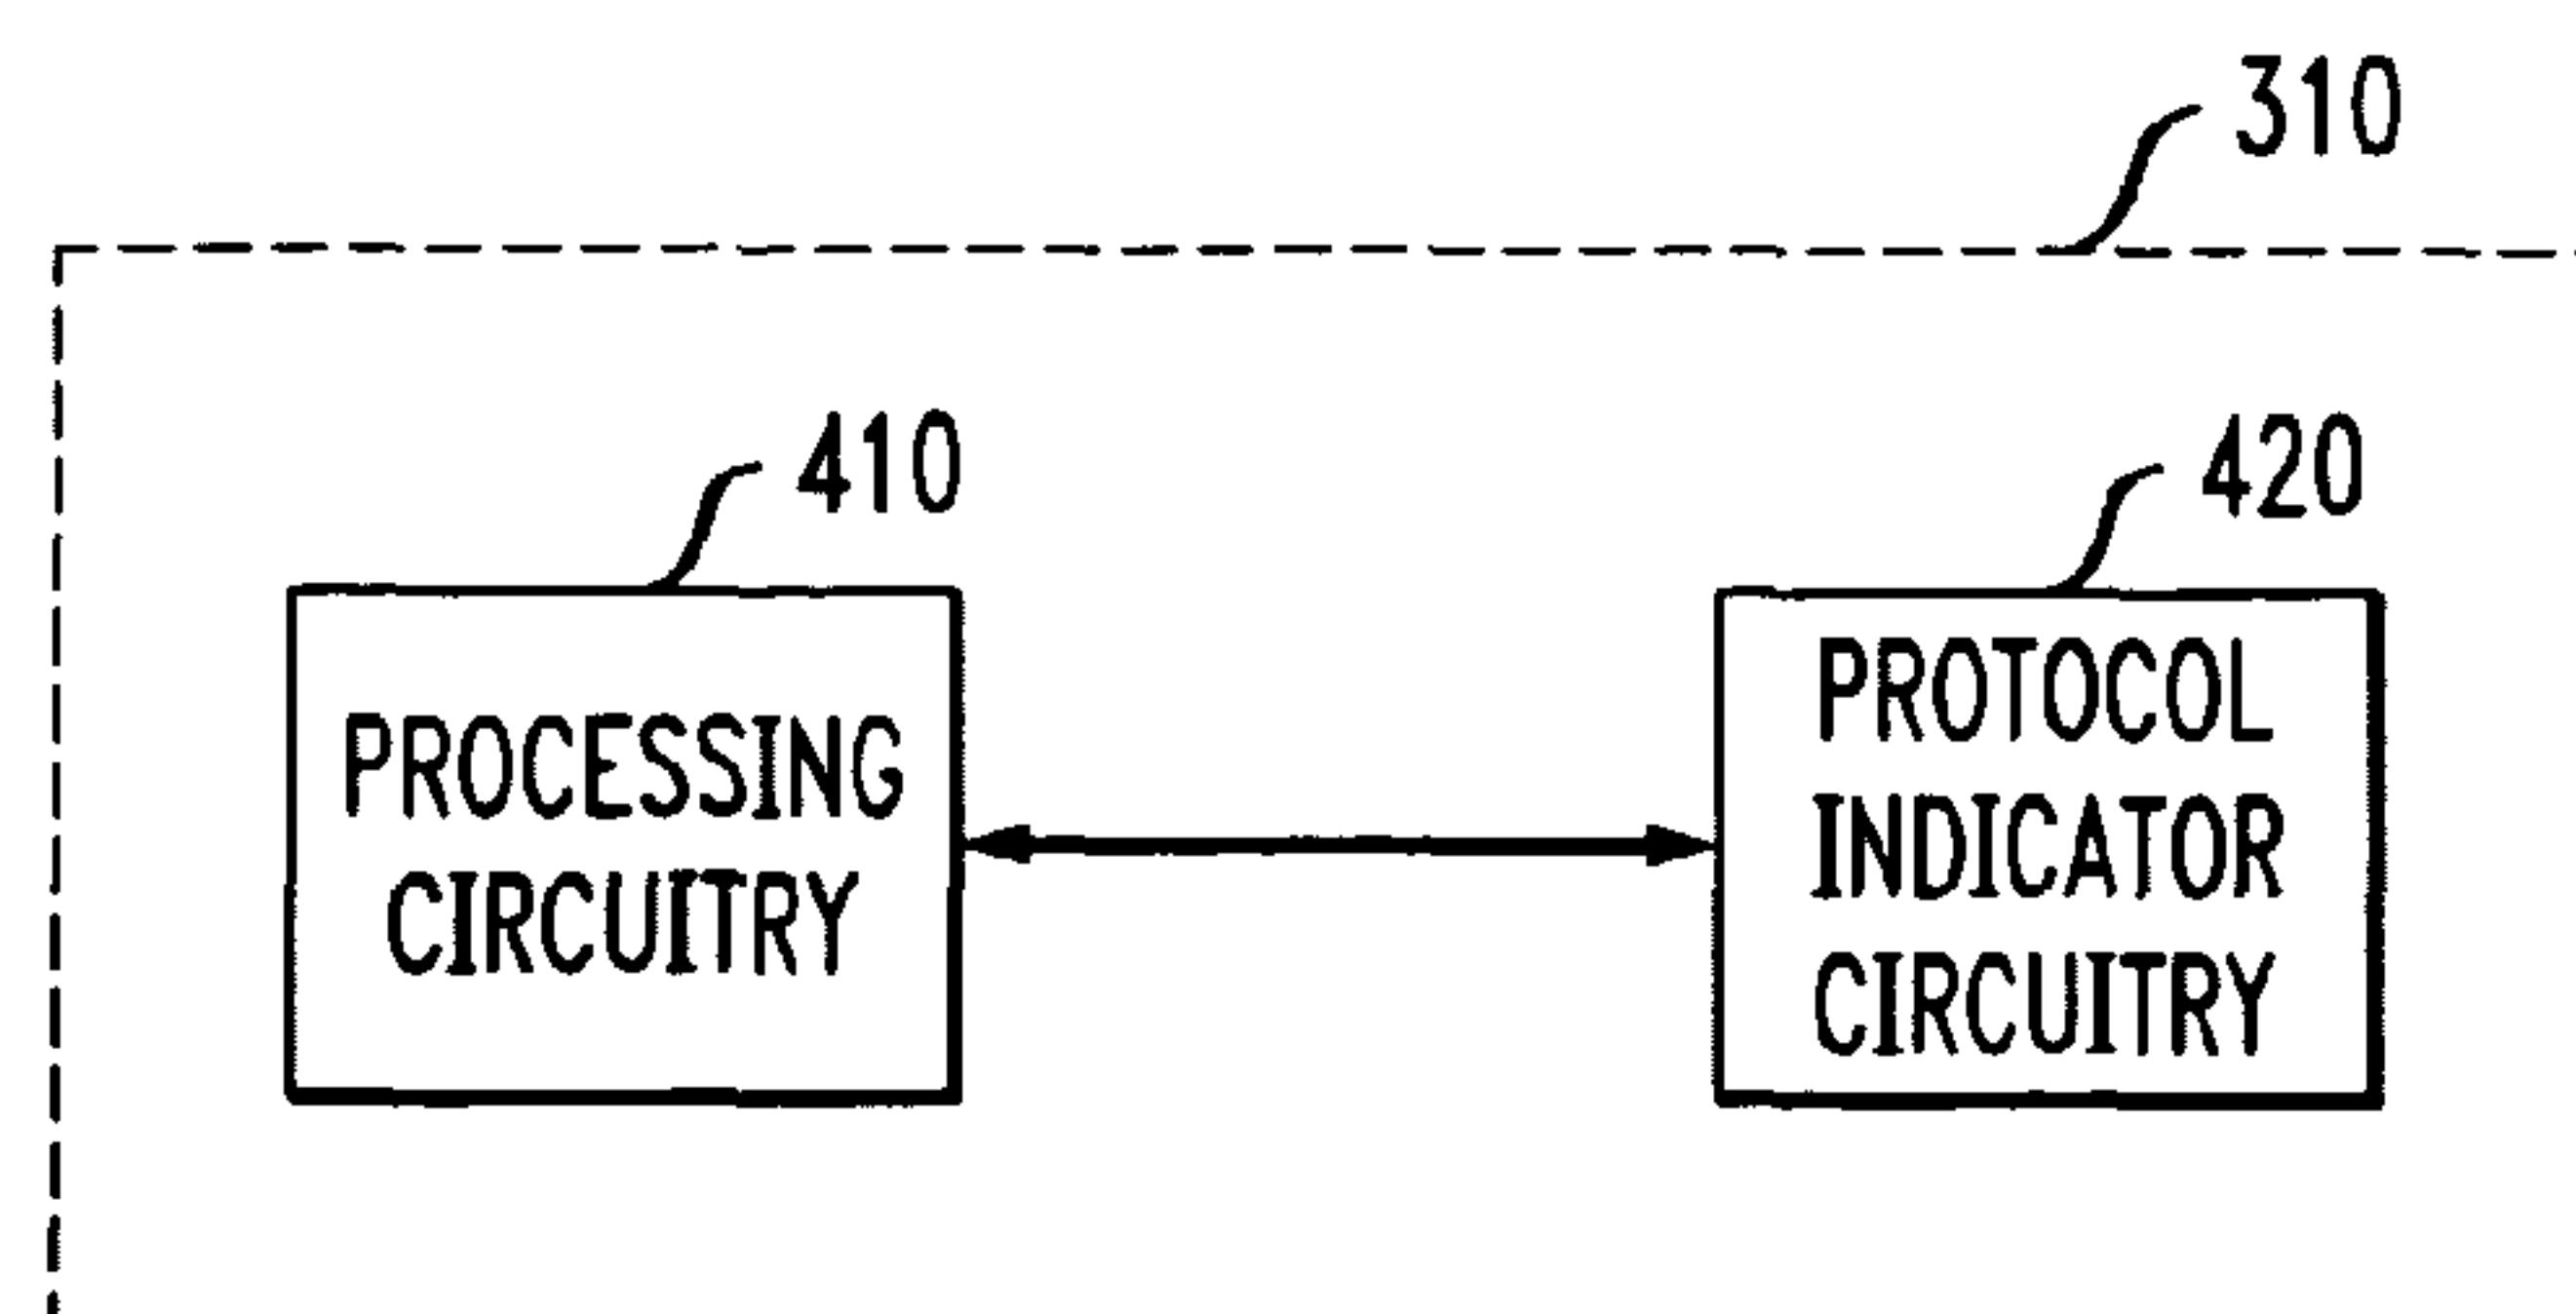 310
410
420
PROCESSING
CIRCUITRY
PROTOCOL
INDICATOR
CIRCUITRY